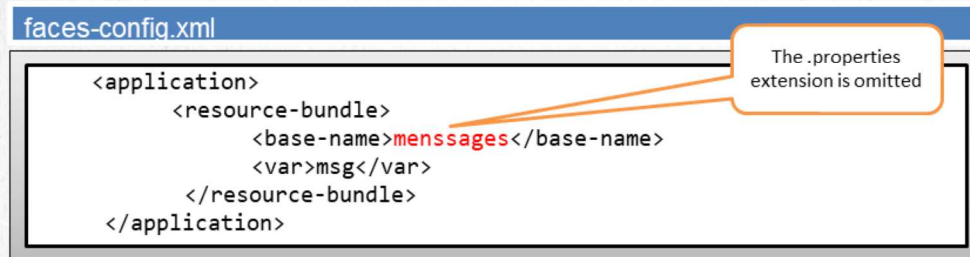 faces-config.xml
The .properties
extension is omitted
<application>
<resource-bundle>
<base-name>menssages</base-name>
<var>msg</var>
</resource-bundle>
</application>